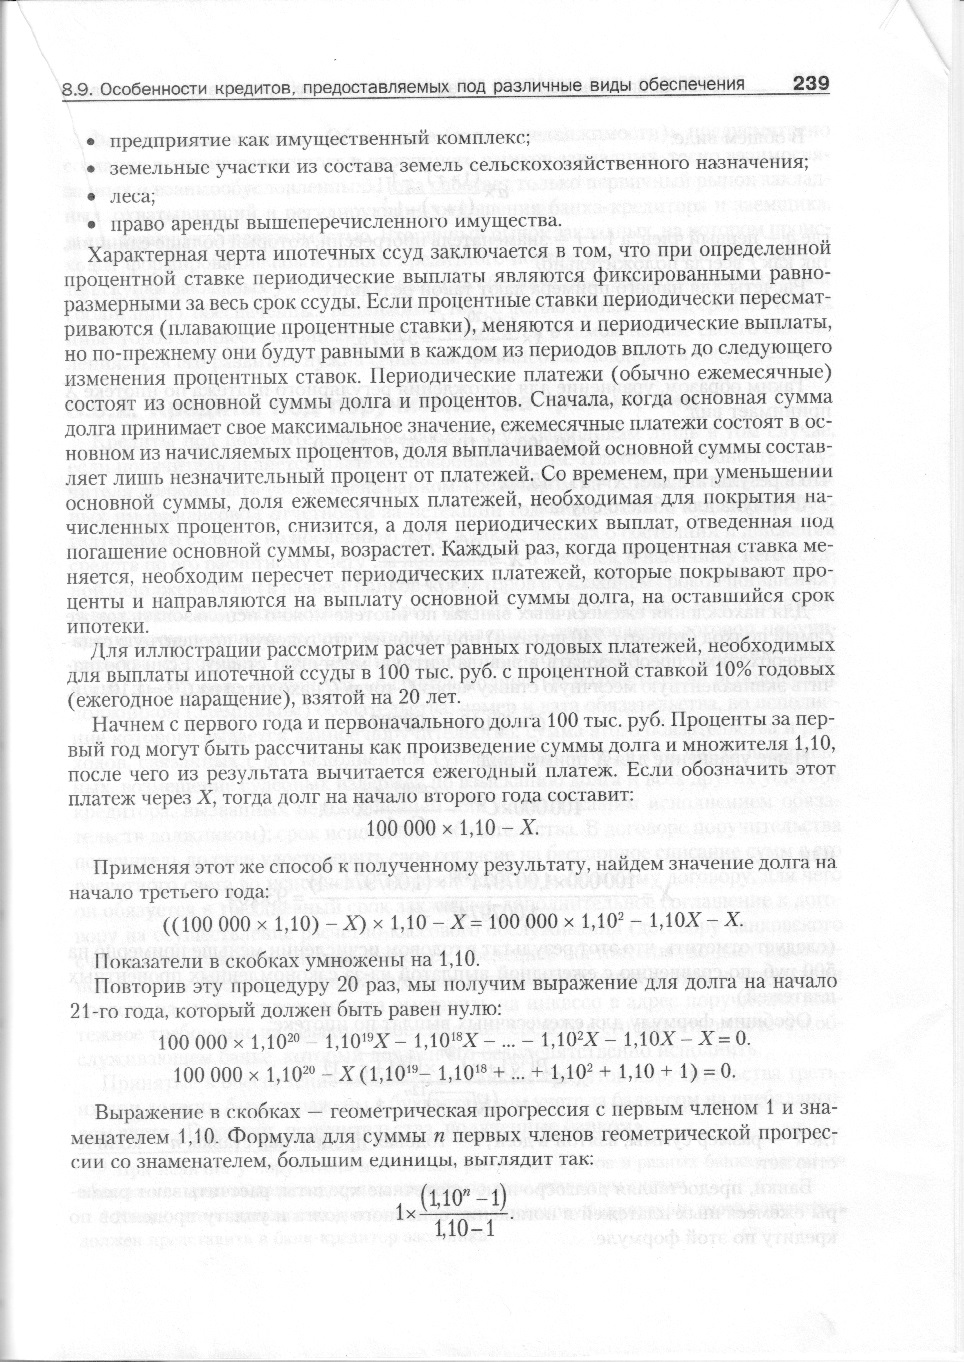 8.9. Особенности кредитов, предоставляемых под различные виды обеспечения 239
• предприятие как имущественный комплекс;
• земельные участки из состава земель сельскохозяйственного назначения;
• леса;
• право аренды вышеперечисленного имущества.
Характерная черта ипотечных ссуд заключается в том, что при определенной
процентной ставке периодические выплаты являются фиксированными равно-
размерными за весь срок ссуды. Если процентные ставки периодически пересмат-
риваются (плавающие процентные ставки), меняются и периодические выплаты,
но по-прежнему они будут равными в каждом из периодов вплоть до следующего
изменения процентных ставок. Периодические платежи (обычно ежемесячные)
состоят из основной суммы долга и процентов. Сначала, когда основная сумма
долга принимает свое максимальное значение, ежемесячные платежи состоят в ос-
новном из начисляемых процентов, доля выплачиваемой основной суммы состав-
ляет лишь незначительный процент от платежей. Со временем, при уменьшении
основной суммы, доля ежемесячных платежей, необходимая для покрытия на-
численных процентов, снизится, а доля периодических выплат, отведенная под
погашение основной суммы, возрастет. Каждый раз, когда процентная ставка ме-
няется, необходим пересчет периодических платежей, которые покрывают про-
центы и направляются на выплату основной суммы долга, на оставшийся срок
ипотеки.
Для иллюстрации рассмотрим расчет равных годовых платежей, необходимых
для выплаты ипотечной ссуды в 100 тыс. руб. с процентной ставкой 10% годовых
(ежегодное наращение), взятой на 20 лет.
Начнем с первого года и первоначального долга 100 тыс. руб. Проценты за пер-
вый год могут быть рассчитаны как произведение суммы долга и множителя 1,10,
после чего из результата вычитается ежегодный платеж. Если обозначить этот
платеж через X, тогда долг на начало второго года составит:
100 000 × 1,10 − X.
Применяя этот же способ к полученному результату, найдем значение долга на
начало третьего года:
((100 000 × 1,10) − X) × 1,10 − X = 100 000 × 1,10² − 1,10X − X.
Показатели в скобках умножены на 1,10.
Повторив эту процедуру 20 раз, мы получим выражение для долга на начало
21-го года, который должен быть равен нулю:
100 000 × 1,10²⁰ − 1,10¹⁹X − 1,10¹⁸X − ... − 1,10²X − 1,10X − X = 0.
100 000 × 1,10²⁰ − X (1,10¹⁹− 1,10¹⁸ + ... + 1,10² + 1,10 + 1) = 0.
Выражение в скобках — геометрическая прогрессия с первым членом 1 и зна-
менателем 1,10. Формула для суммы n первых членов геометрической прогрес-
сии со знаменателем, большим единицы, выглядит так:
1× (1,10ⁿ − 1)
1,10−1 .